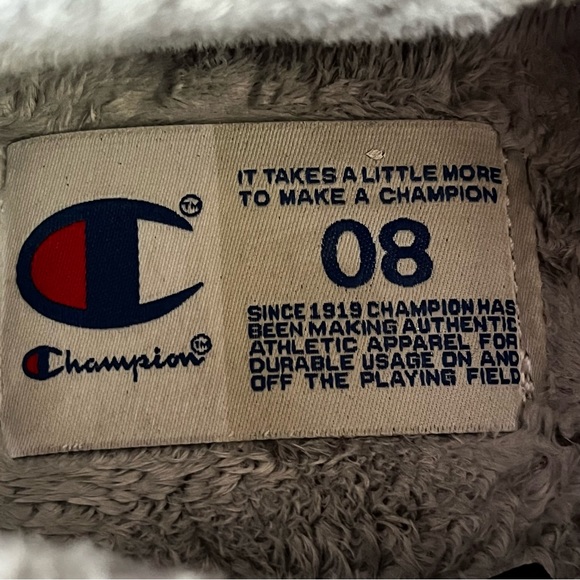 TM
Champion
IT TAKES A LITTLE MORE
TO MAKE A CHAMPION
08
SINCE 1919 CHAMPION HAS
BEEN MAKING AUTHENTIC
ATHLETIC APPAREL FOR
DURABLE USAGE ON AND
OFF THE PLAYING FIELD